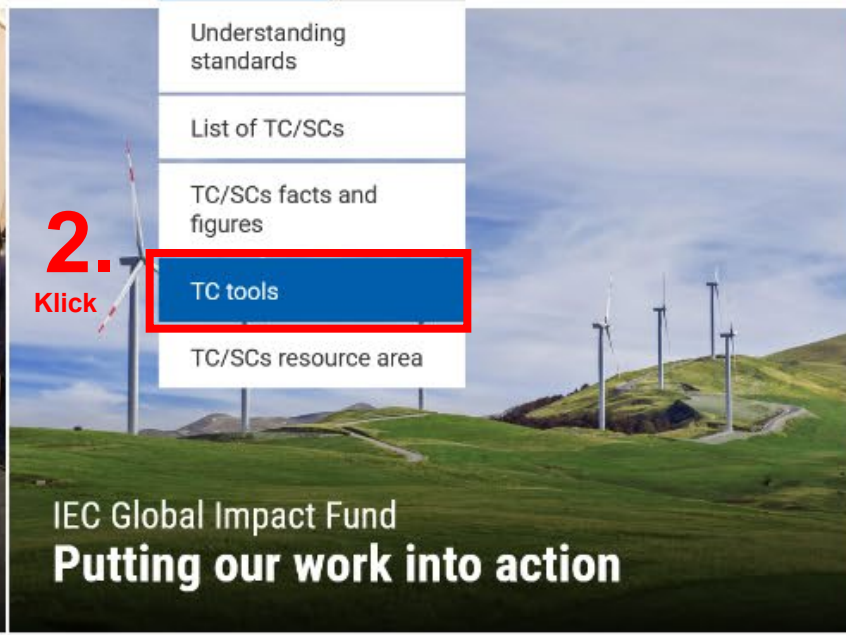 Understanding
standards
List of TC/SCs
TC/SCs facts and
figures
2.
Klick
TC tools
TC/SCs resource area
IEC Global Impact Fund
Putting our work into action